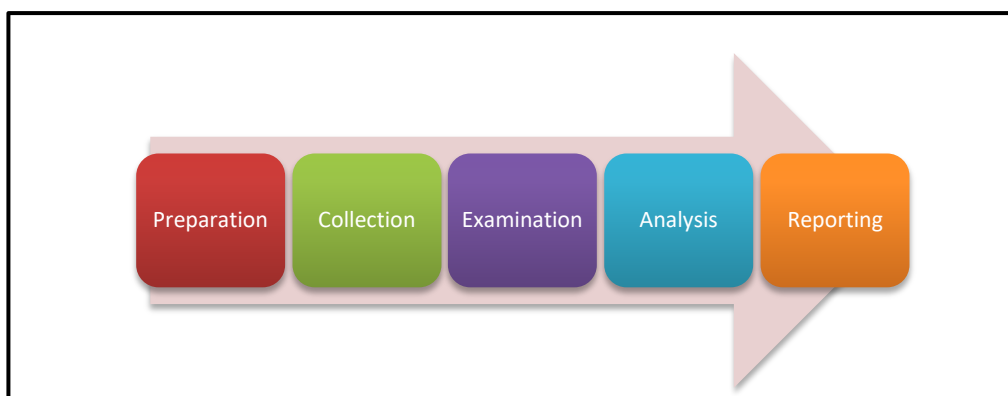 Preparation
Collection
Examination
Analysis
Reporting